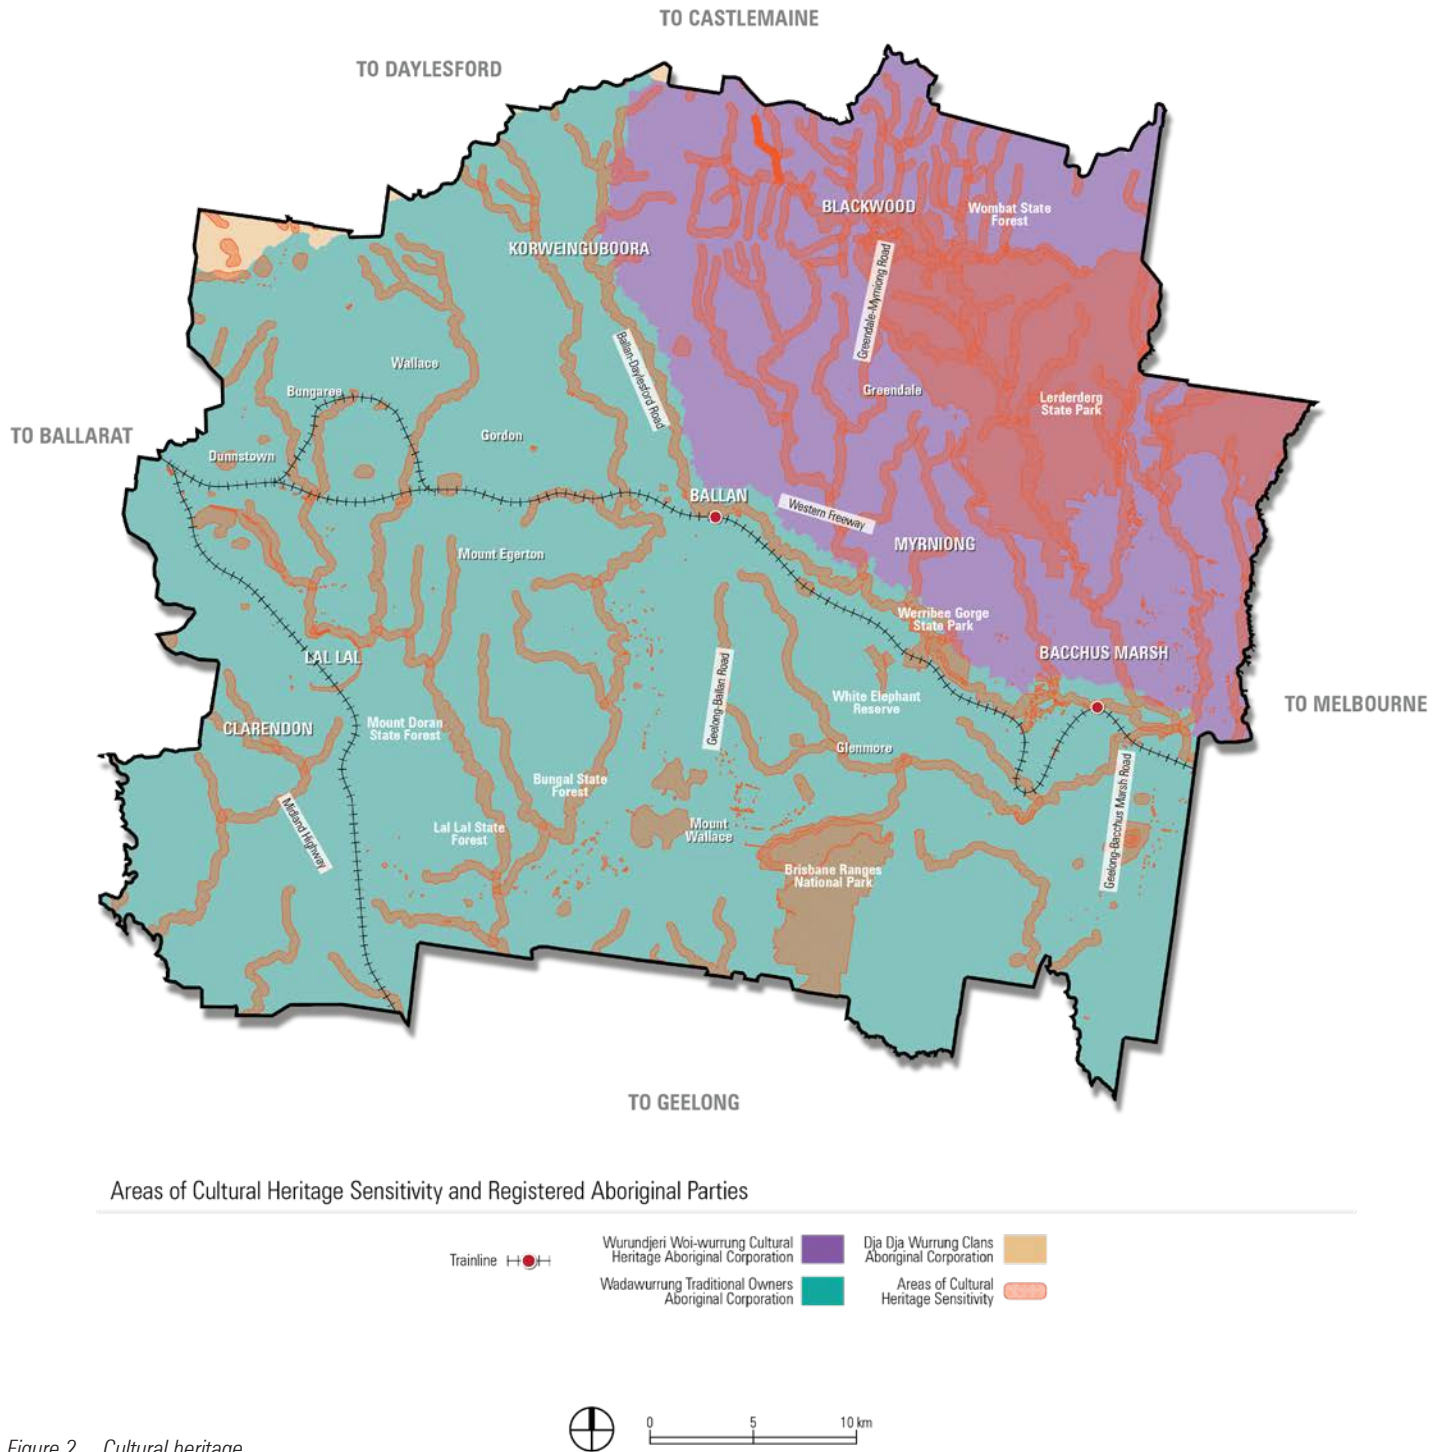 TO CASTLEMAINE
TO DAYLESFORD
BLACKWOOD
Wombat State
Forest
KORWEINGUBOORA
Greendale-Myrniong Road
Ballan-Daylesford Road
Wallace
Bungaree
Greendale
Lerderderg
State Park
TO BALLARAT
Gordon
Dunnstown
BALLAN
Western Freeway
MYRNIONG
Mount Egerton
Werribee Gorge
State Park
LAL LAL
BACCHUS MARSH
Geelong-Ballan Road
White Elephant
Reserve
TO MELBOURNE
CLARENDON
Mount Doran
State Forest
Glenmore
Bungal State
Forest
Geelong-Bacchus Marsh Road
Midland Highway
Lal Lal State
Forest
Mount
Wallace
Brisbane Ranges
National Park
TO GEELONG
Areas of Cultural Heritage Sensitivity and Registered Aboriginal Parties
Trainline
Wurundjeri Woi-wurrung Cultural
Heritage Aboriginal Corporation
Wadawurrung Traditional Owners
Aboriginal Corporation
Dja Dja Wurrung Clans
Aboriginal Corporation
Areas of Cultural
Heritage Sensitivity
0 5 10 km
Figure 2 Cultural heritage